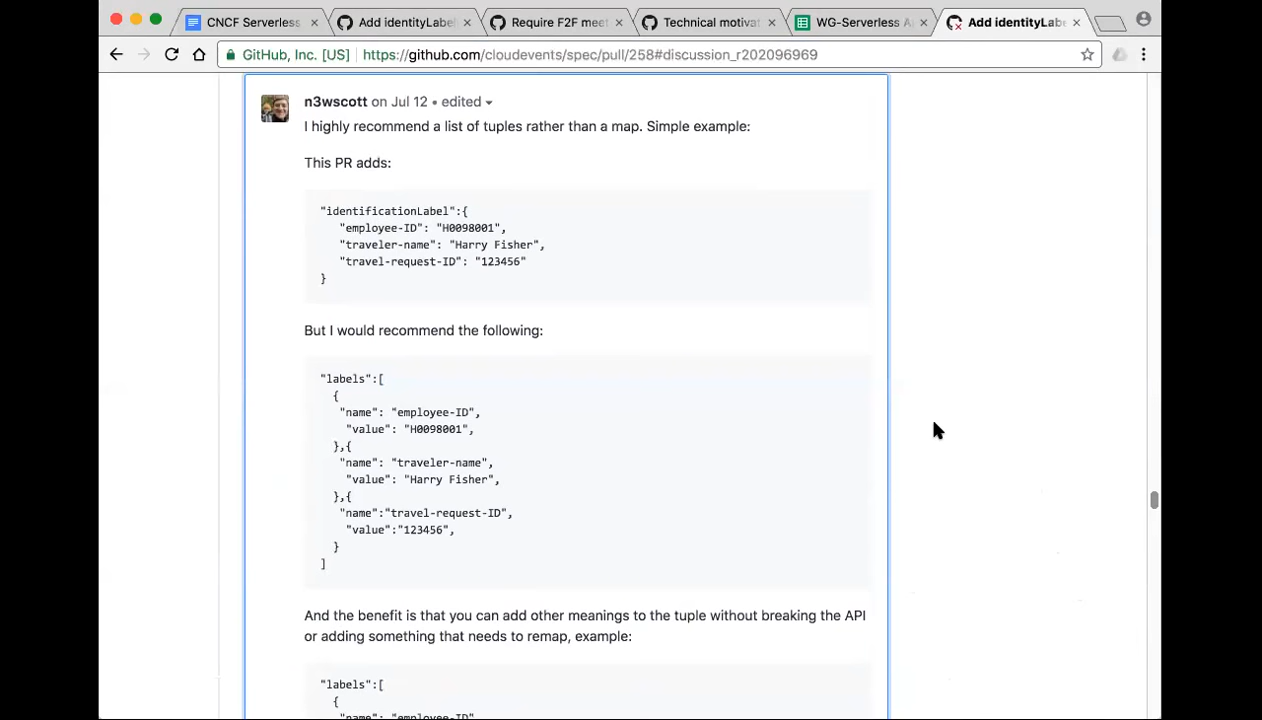 CNCF Serverless
Add identityLabel
Require F2F meet
Technical motivat
WG-Serverless A
Add identityLabe
GitHub, Inc. [US]
https://github.com/cloudevents/spec/pull/258#discussion_r202096969
n3wscott on Jul 12 • edited
I highly recommend a list of tuples rather than a map. Simple example:
This PR adds:
"identificationLabel":{
"employee-ID": "H0098001",
"traveler-name": "Harry Fisher",
"travel-request-ID": "123456"
}
But I would recommend the following:
"labels":[
{
"name": "employee-ID",
"value": "H0098001",
},{
"name": "traveler-name",
"value": "Harry Fisher",
},{
"name":"travel-request-ID",
"value":"123456",
}
]
And the benefit is that you can add other meanings to the tuple without breaking the API
or adding something that needs to remap, example:
"labels":[
{
"name": "employee-ID"